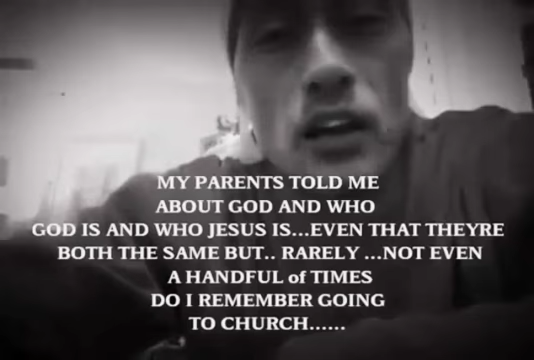 MY PARENTS TOLD ME
ABOUT GOD AND WHO
GOD IS AND WHO JESUS IS...EVEN THAT THEYRE
BOTH THE SAME BUT.. RARELY ...NOT EVEN
A HANDFUL of TIMES
DO I REMEMBER GOING
TO CHURCH......